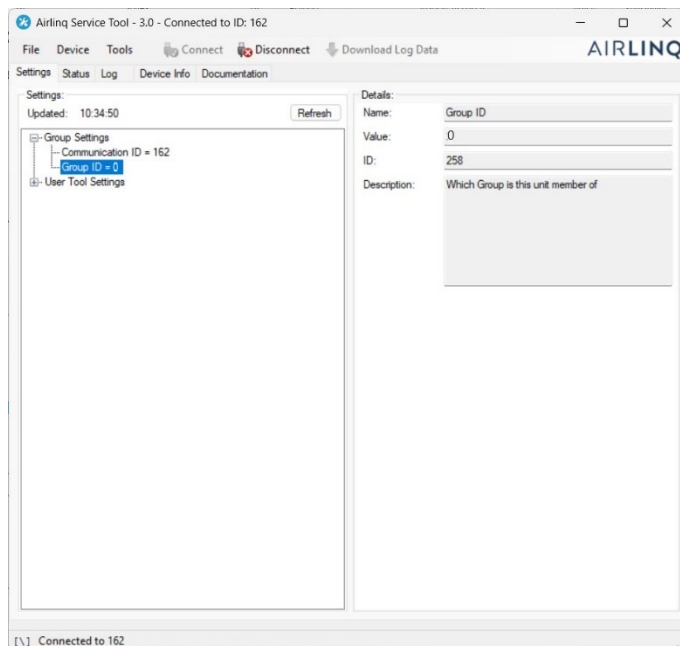 Airlinq Service Tool - 3.0 - Connected to ID: 162
File Device Tools Connect Disconnect Download Log Data AIRLINQ
Settings Status Log Device Info Documentation
Settings:
Updated: 10:34:50 Refresh
Group Settings
Communication ID = 162
Group ID = 0
User Tool Settings
Details:
Name: Group ID
Value: 0
ID: 258
Description: Which Group is this unit member of
[\] Connected to 162